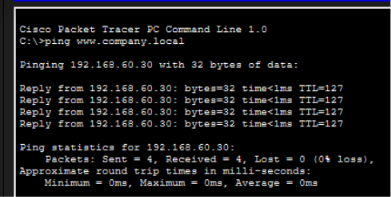 Cisco Packet Tracer PC Command Line 1.0
C:\>ping www.company.local
Pinging 192.168.60.30 with 32 bytes of data:
Reply from 192.168.60.30: bytes=32 time<1ms TTL=127
Reply from 192.168.60.30: bytes=32 time<1ms TTL=127
Reply from 192.168.60.30: bytes=32 time<1ms TTL=127
Reply from 192.168.60.30: bytes=32 time<1ms TTL=127
Ping statistics for 192.168.60.30:
Packets: Sent = 4, Received = 4, Lost = 0 (0% loss),
Approximate round trip times in milli-seconds:
Minimum = 0ms, Maximum = 0ms, Average = 0ms